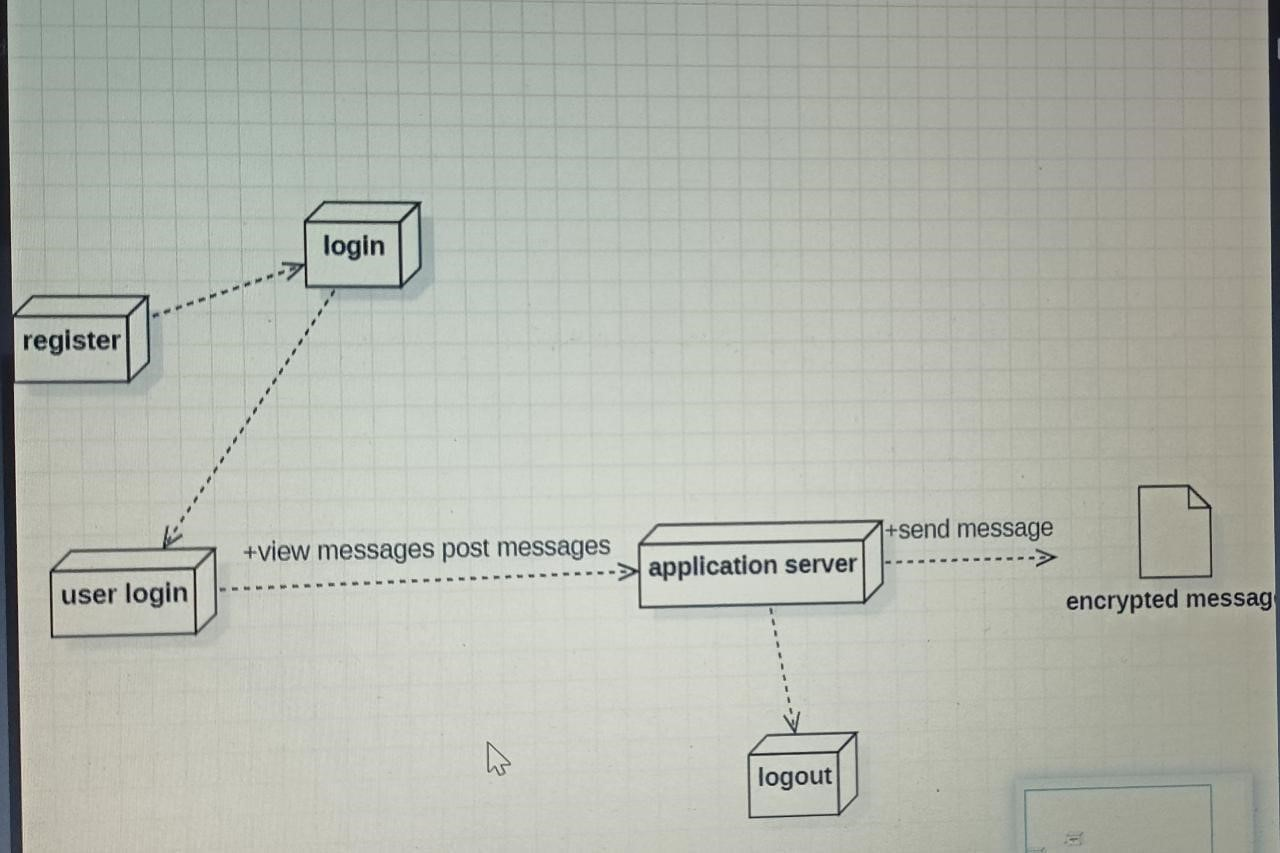 login
register
+view messages post messages
+send message
user login
application server
encrypted messag
logout